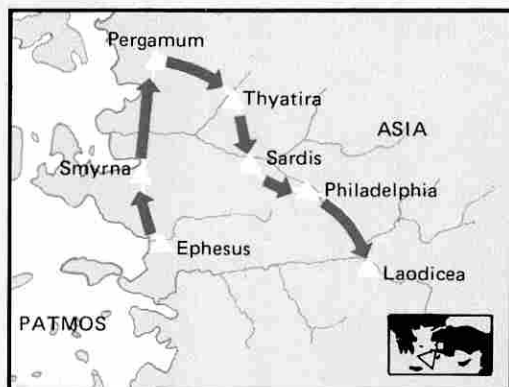 Pergamum
Thyatira
ASIA
Sardis
Smyrna
Philadelphia
Ephesus
Laodicea
PATMOS